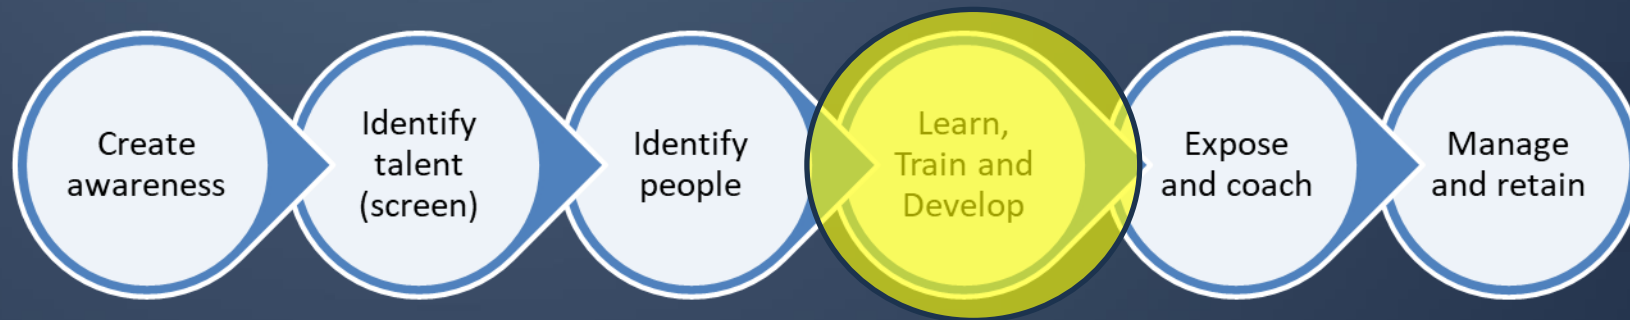 Create
awareness
Identify
talent
(screen)
Identify
people
Learn,
Train and
Develop
Expose
and coach
Manage
and retain